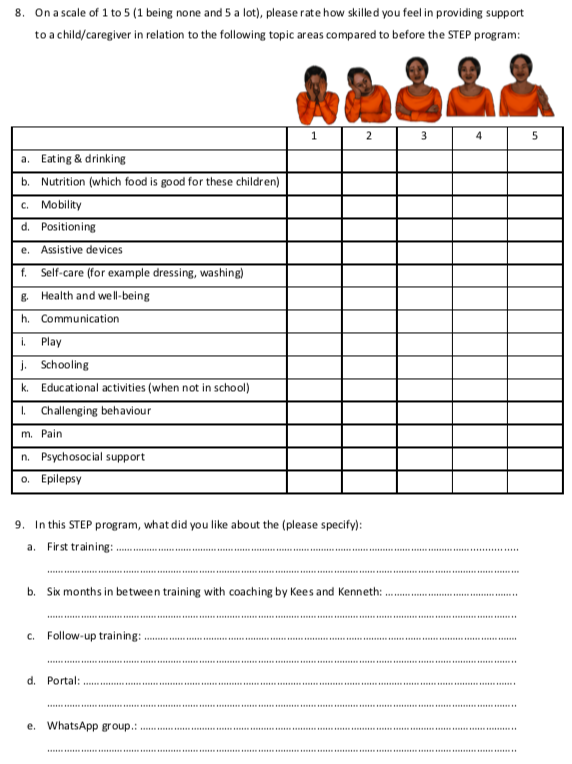 8. On a scale of 1 to 5 (1 being none and 5 a lot), please rate how skilled you feel in providing support
to a child/caregiver in relation to the following topic areas compared to before the STEP program:
1 2 3 4 5
a. Eating & drinking
b. Nutrition (which food is good for these children)
c. Mobility
d. Positioning
e. Assistive devices
f. Self-care (for example dressing, washing)
g. Health and well-being
h. Communication
i. Play
j. Schooling
k. Educational activities (when not in school)
l. Challenging behaviour
m. Pain
n. Psychosocial support
o. Epilepsy
9. In this STEP program, what did you like about the (please specify):
a. First training:
b. Six months in between training with coaching by Kees and Kenneth:
c. Follow-up training:
d. Portal:
e. WhatsApp group.: